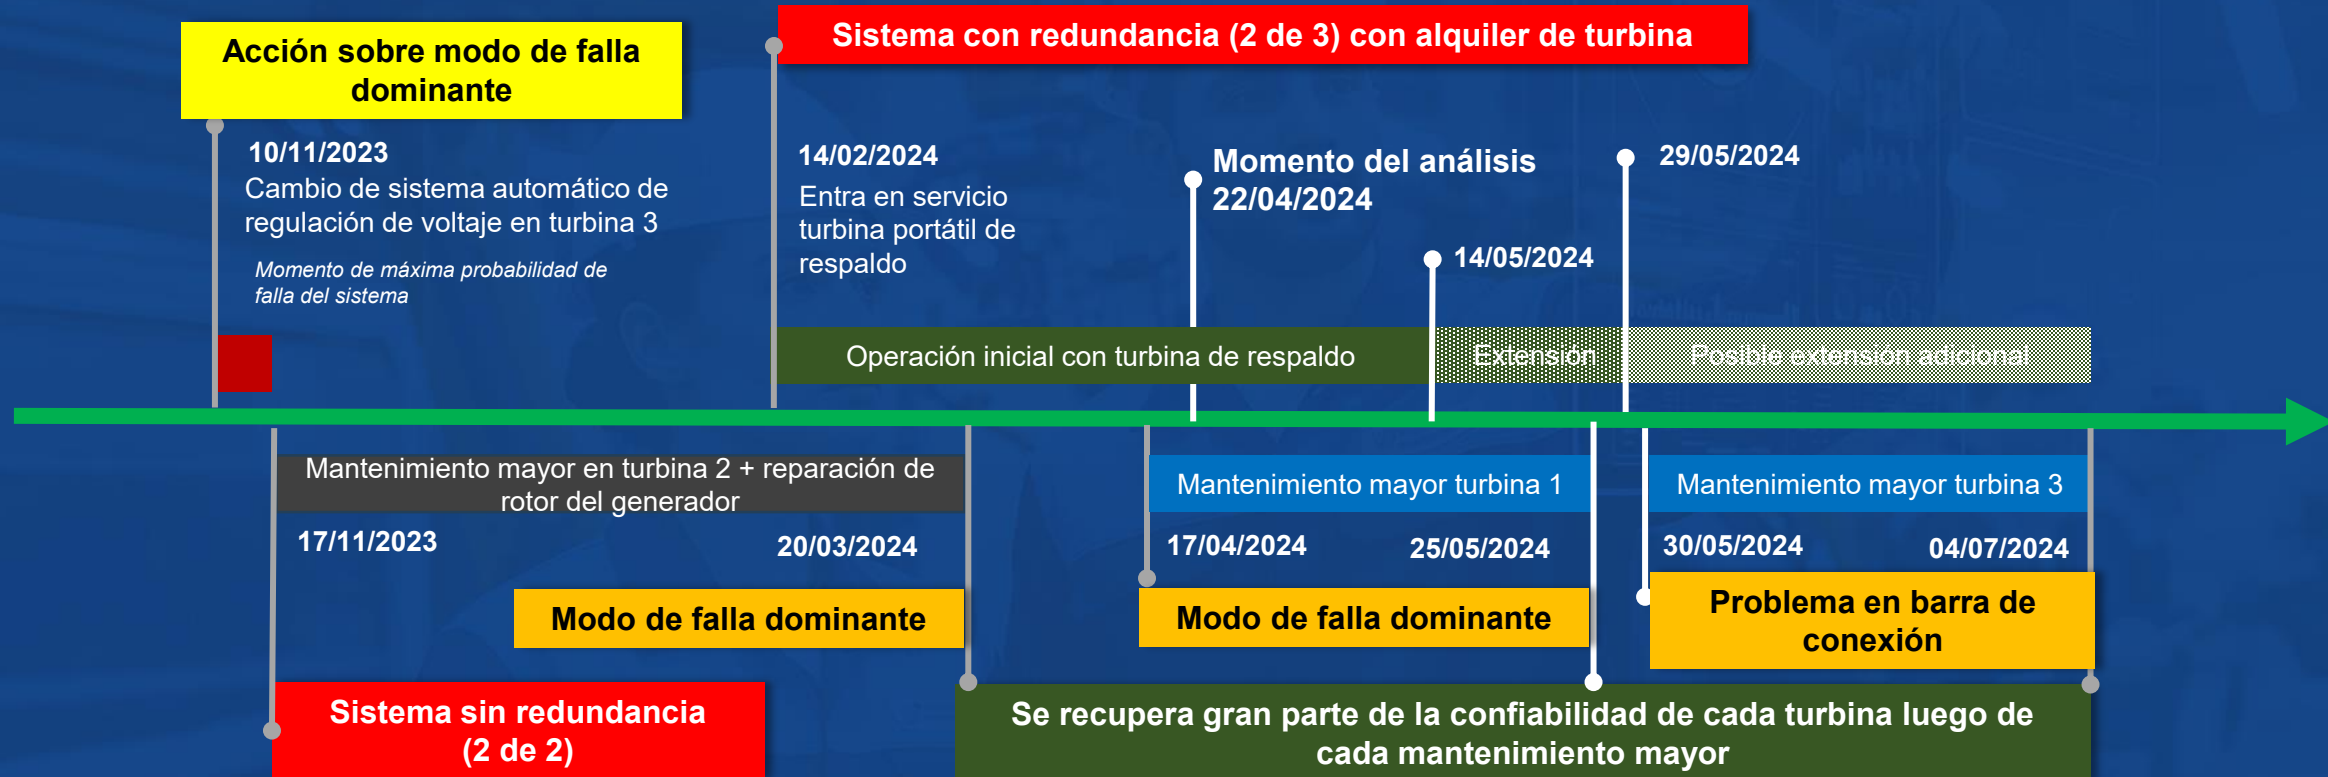 Acción sobre modo de falla
dominante
Sistema con redundancia (2 de 3) con alquiler de turbina
10/11/2023
Cambio de sistema automático de
regulación de voltaje en turbina 3
Momento de máxima probabilidad de
falla del sistema
14/02/2024
Entra en servicio
turbina portátil de
respaldo
Momento del análisis
22/04/2024
14/05/2024
29/05/2024
Operación inicial con turbina de respaldo
Extensión
Posible extensión adicional
Mantenimiento mayor en turbina 2 + reparación de
rotor del generador
17/11/2023
20/03/2024
Mantenimiento mayor turbina 1
17/04/2024
25/05/2024
Mantenimiento mayor turbina 3
30/05/2024
04/07/2024
Modo de falla dominante
Modo de falla dominante
Problema en barra de
conexión
Sistema sin redundancia
(2 de 2)
Se recupera gran parte de la confiabilidad de cada turbina luego de
cada mantenimiento mayor